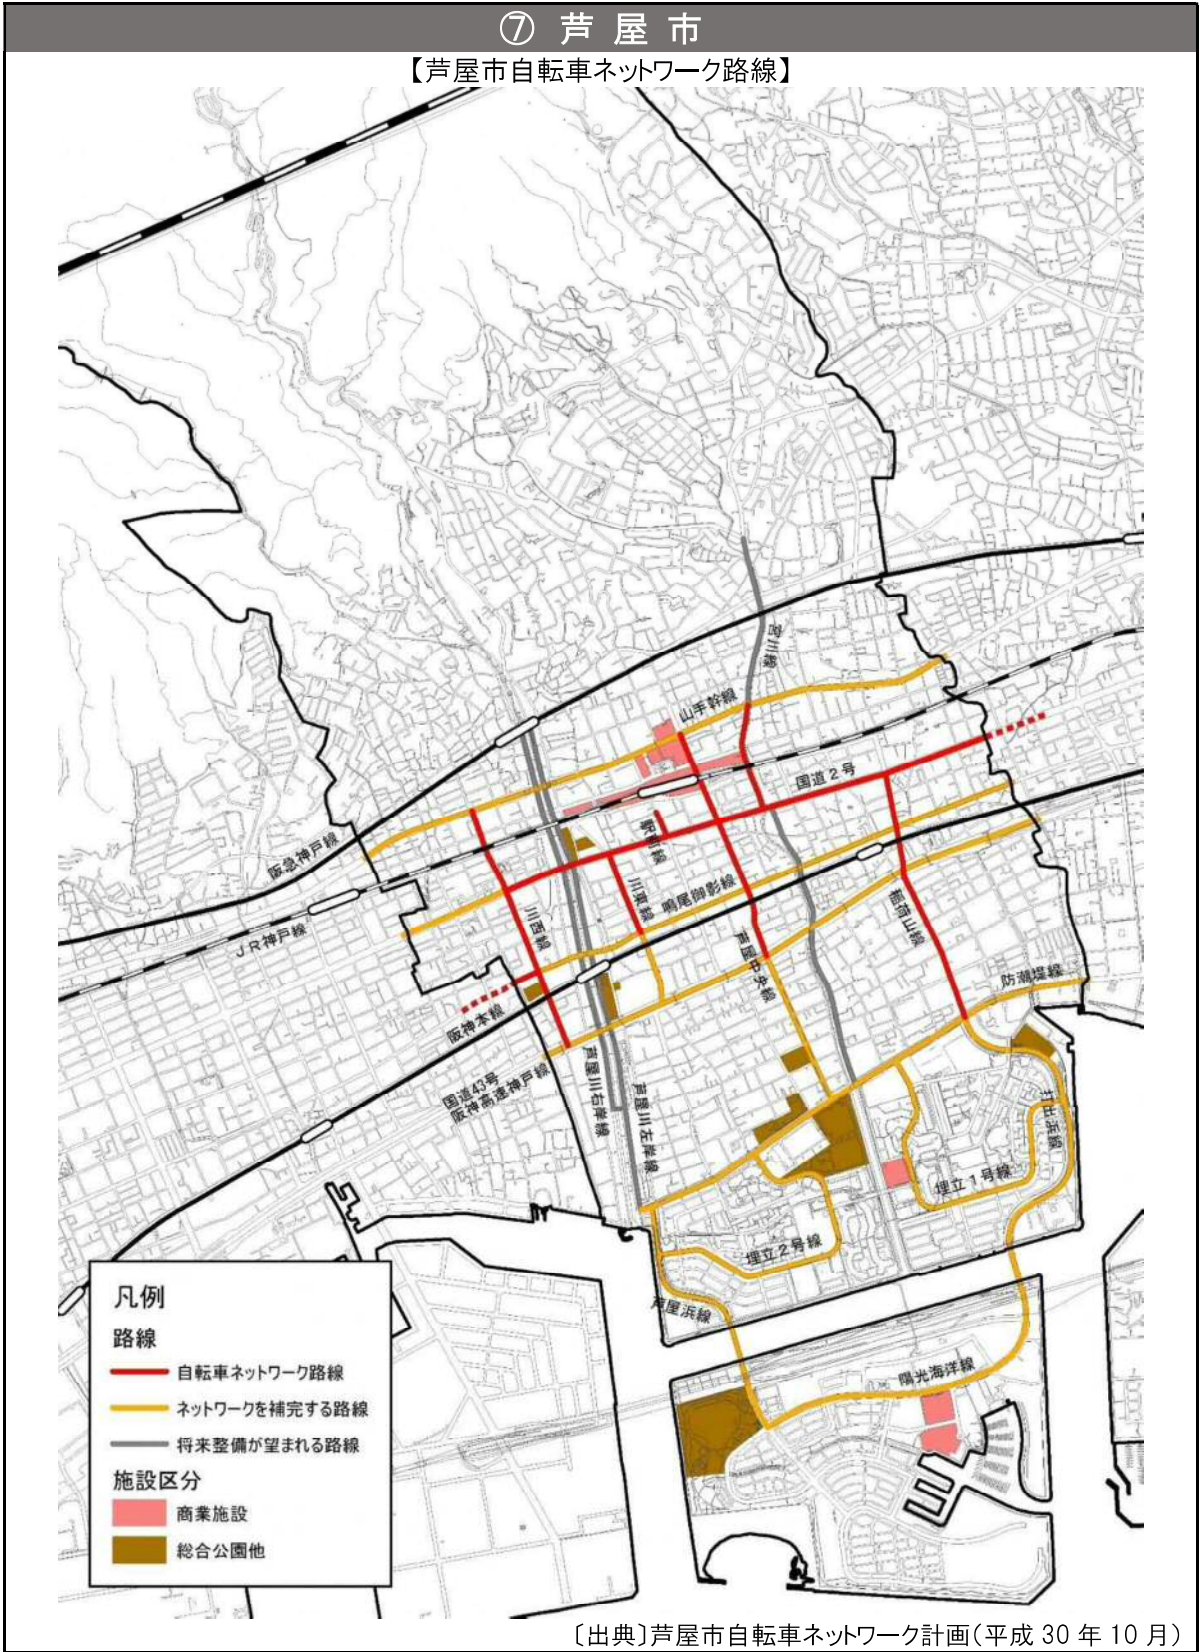 ⑦ 芦 屋 市
【芦屋市自転車ネットワーク路線】
宮川線
山手幹線
国道２号
駅前線
阪急神戸線
川東線
鳴尾御影線
川西線
稲荷山線
ＪＲ神戸線
芦屋中央線
防潮堤線
阪神本線
国道43号
阪神高速神戸線
芦屋川右岸線
芦屋川左岸線
打出浜線
埋立１号線
埋立２号線
芦屋浜線
陽光海洋線
凡例
路線
自転車ネットワーク路線
ネットワークを補完する路線
将来整備が望まれる路線
施設区分
商業施設
総合公園他
〔出典〕芦屋市自転車ネットワーク計画(平成 30 年 10 月)